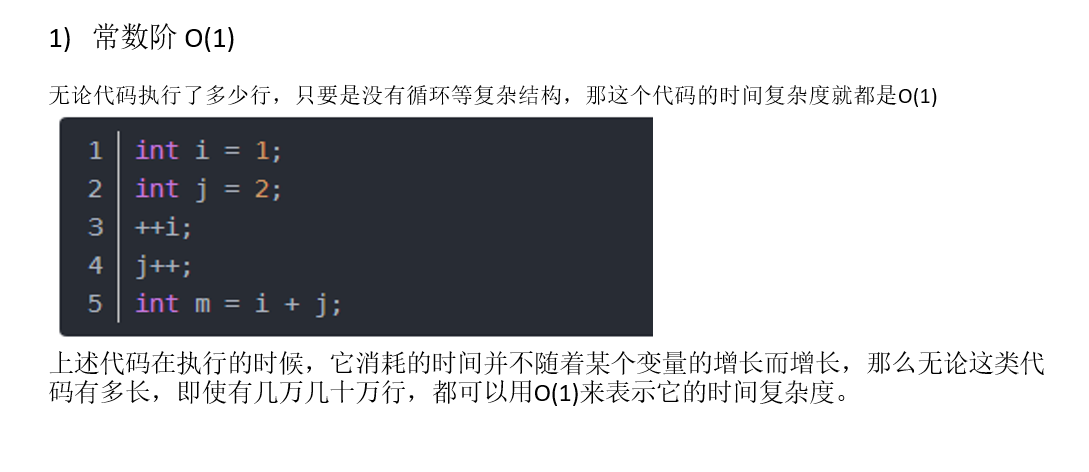 1) 常数阶 O(1)
无论代码执行了多少行，只要是没有循环等复杂结构，那这个代码的时间复杂度就都是O(1)
1 int i = 1;
2 int j = 2;
3 ++i;
4 j++;
5 int m = i + j;
上述代码在执行的时候，它消耗的时间并不随着某个变量的增长而增长，那么无论这类代
码有多长，即使有几万几十万行，都可以用O(1)来表示它的时间复杂度。